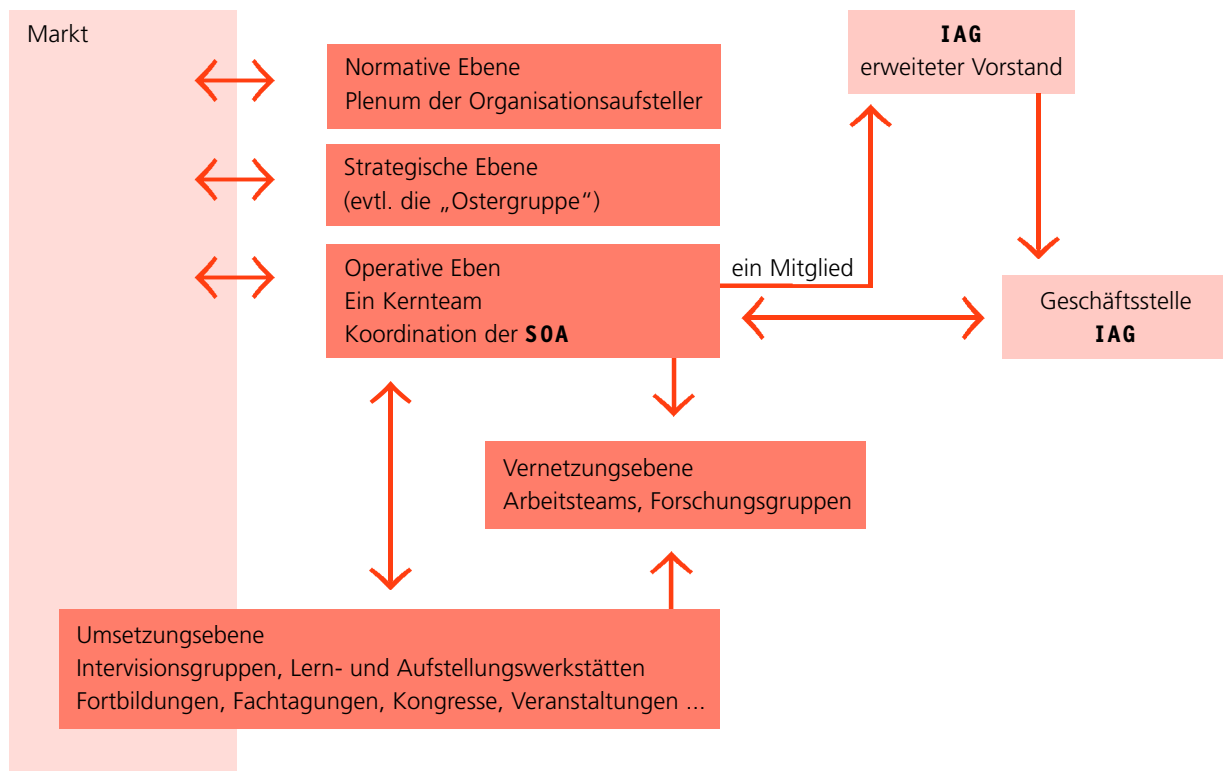 Markt
Normative Ebene
Plenum der Organisationsaufsteller
Strategische Ebene
(evtl. die „Ostergruppe“)
Operative Eben
Ein Kernteam
Koordination der SOA
ein Mitglied
IAG
erweiteter Vorstand
Geschäftsstelle
IAG
Vernetzungsebene
Arbeitsteams, Forschungsgruppen
Umsetzungsebene
Intervisionsgruppen, Lern- und Aufstellungswerkstätten
Fortbildungen, Fachtagungen, Kongresse, Veranstaltungen ...